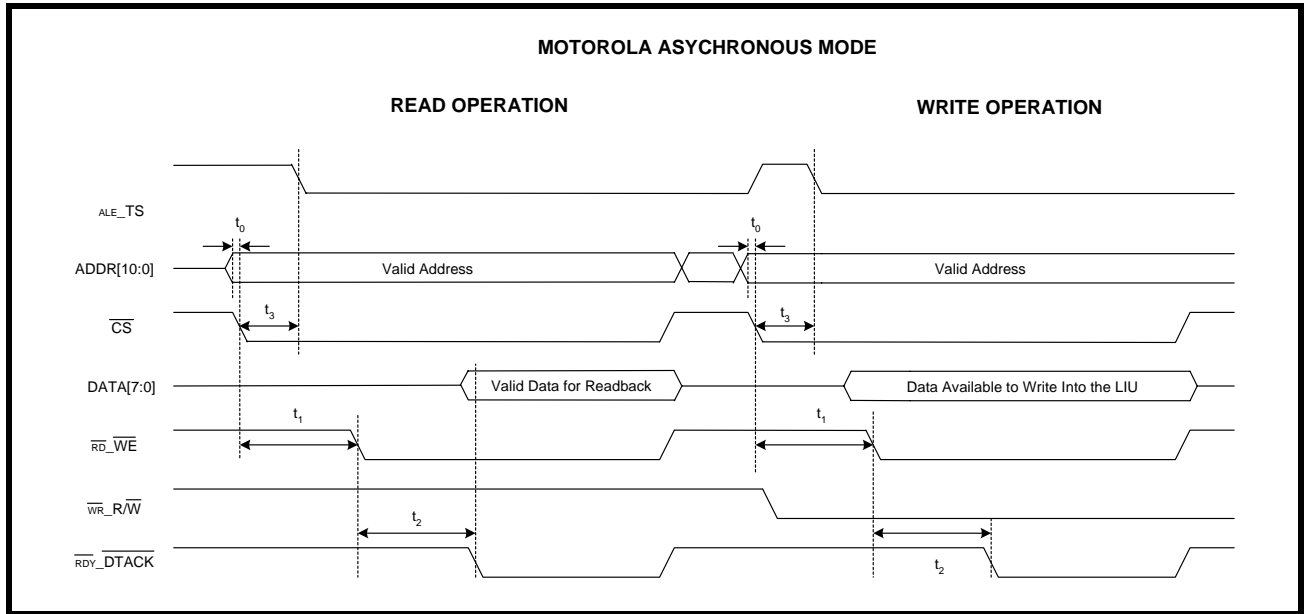 MOTOROLA ASYCHRONOUS MODE
READ OPERATION WRITE OPERATION
ALE_TS
t0 t0
ADDR[10:0] Valid Address Valid Address
t3 t3
CS
DATA[7:0] Valid Data for Readback Data Available to Write Into the LIU
t1 t1
RD_WE
WR_R/W
t2
t2
RDY_DTACK